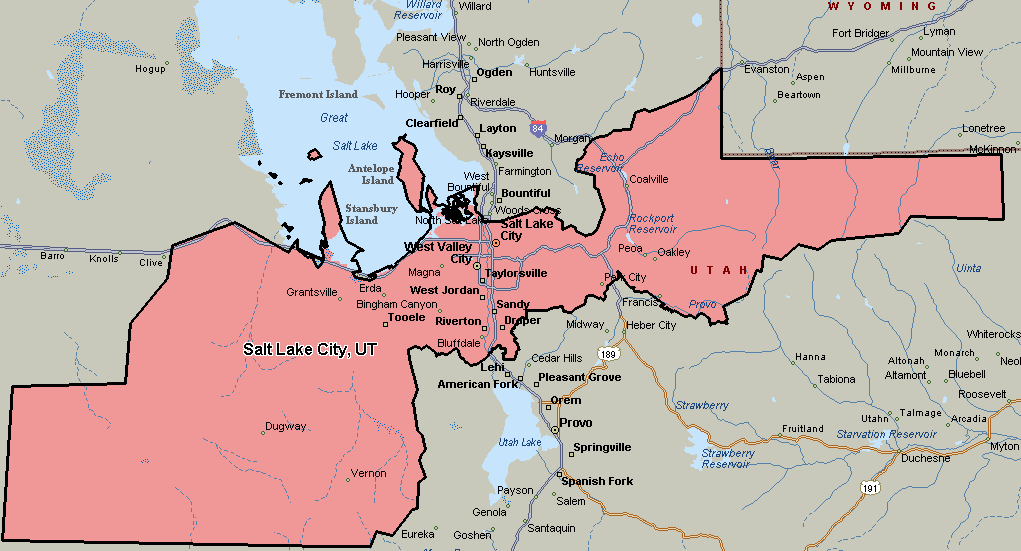 Willard
Reservoir
Willard
WYOMING
Pleasant View
North Ogden
Fort Bridger
Lyman
Mountain View
Hogup
Harrisville
Ogden
Huntsville
Evanston
Aspen
Millburne
Fremont Island
Hooper
Roy
Riverdale
Beartown
Great
Salt Lake
Clearfield
Layton
84
Morgan
Lonetree
McKinnon
Kaysville
Echo
Reservoir
Bear
Antelope
Island
West
Bountiful
Farmington
Coalville
Bountiful
Stansbury
Island
Woods Cross
North Salt Lake
Salt Lake
City
Rockport
Reservoir
West Valley
City
Peoa
Oakley
Barro
Knolls
Clive
Magna
Taylorsville
UTAH
Uinta
Grantsville
Erda
West Jordan
Park City
Bingham Canyon
Sandy
Francis
Provo
Tooele
Riverton
Draper
Midway
Heber City
Whiterocks
Salt Lake City, UT
Bluffdale
Cedar Hills
189
Hanna
Altonah
Monarch
Neol
Lehi
American Fork
Pleasant Grove
Tabiona
Altamont
Bluebell
Roosevelt
Orem
Strawberry
Utahn
Talmage
Arcadia
Dugway
Provo
Fruitland
Starvation Reservoir
Utah Lake
Springville
Strawberry
Reservoir
Myton
Duchesne
Vernon
Spanish Fork
191
Payson
Salem
Genola
Santaquin
Eureka
Goshen